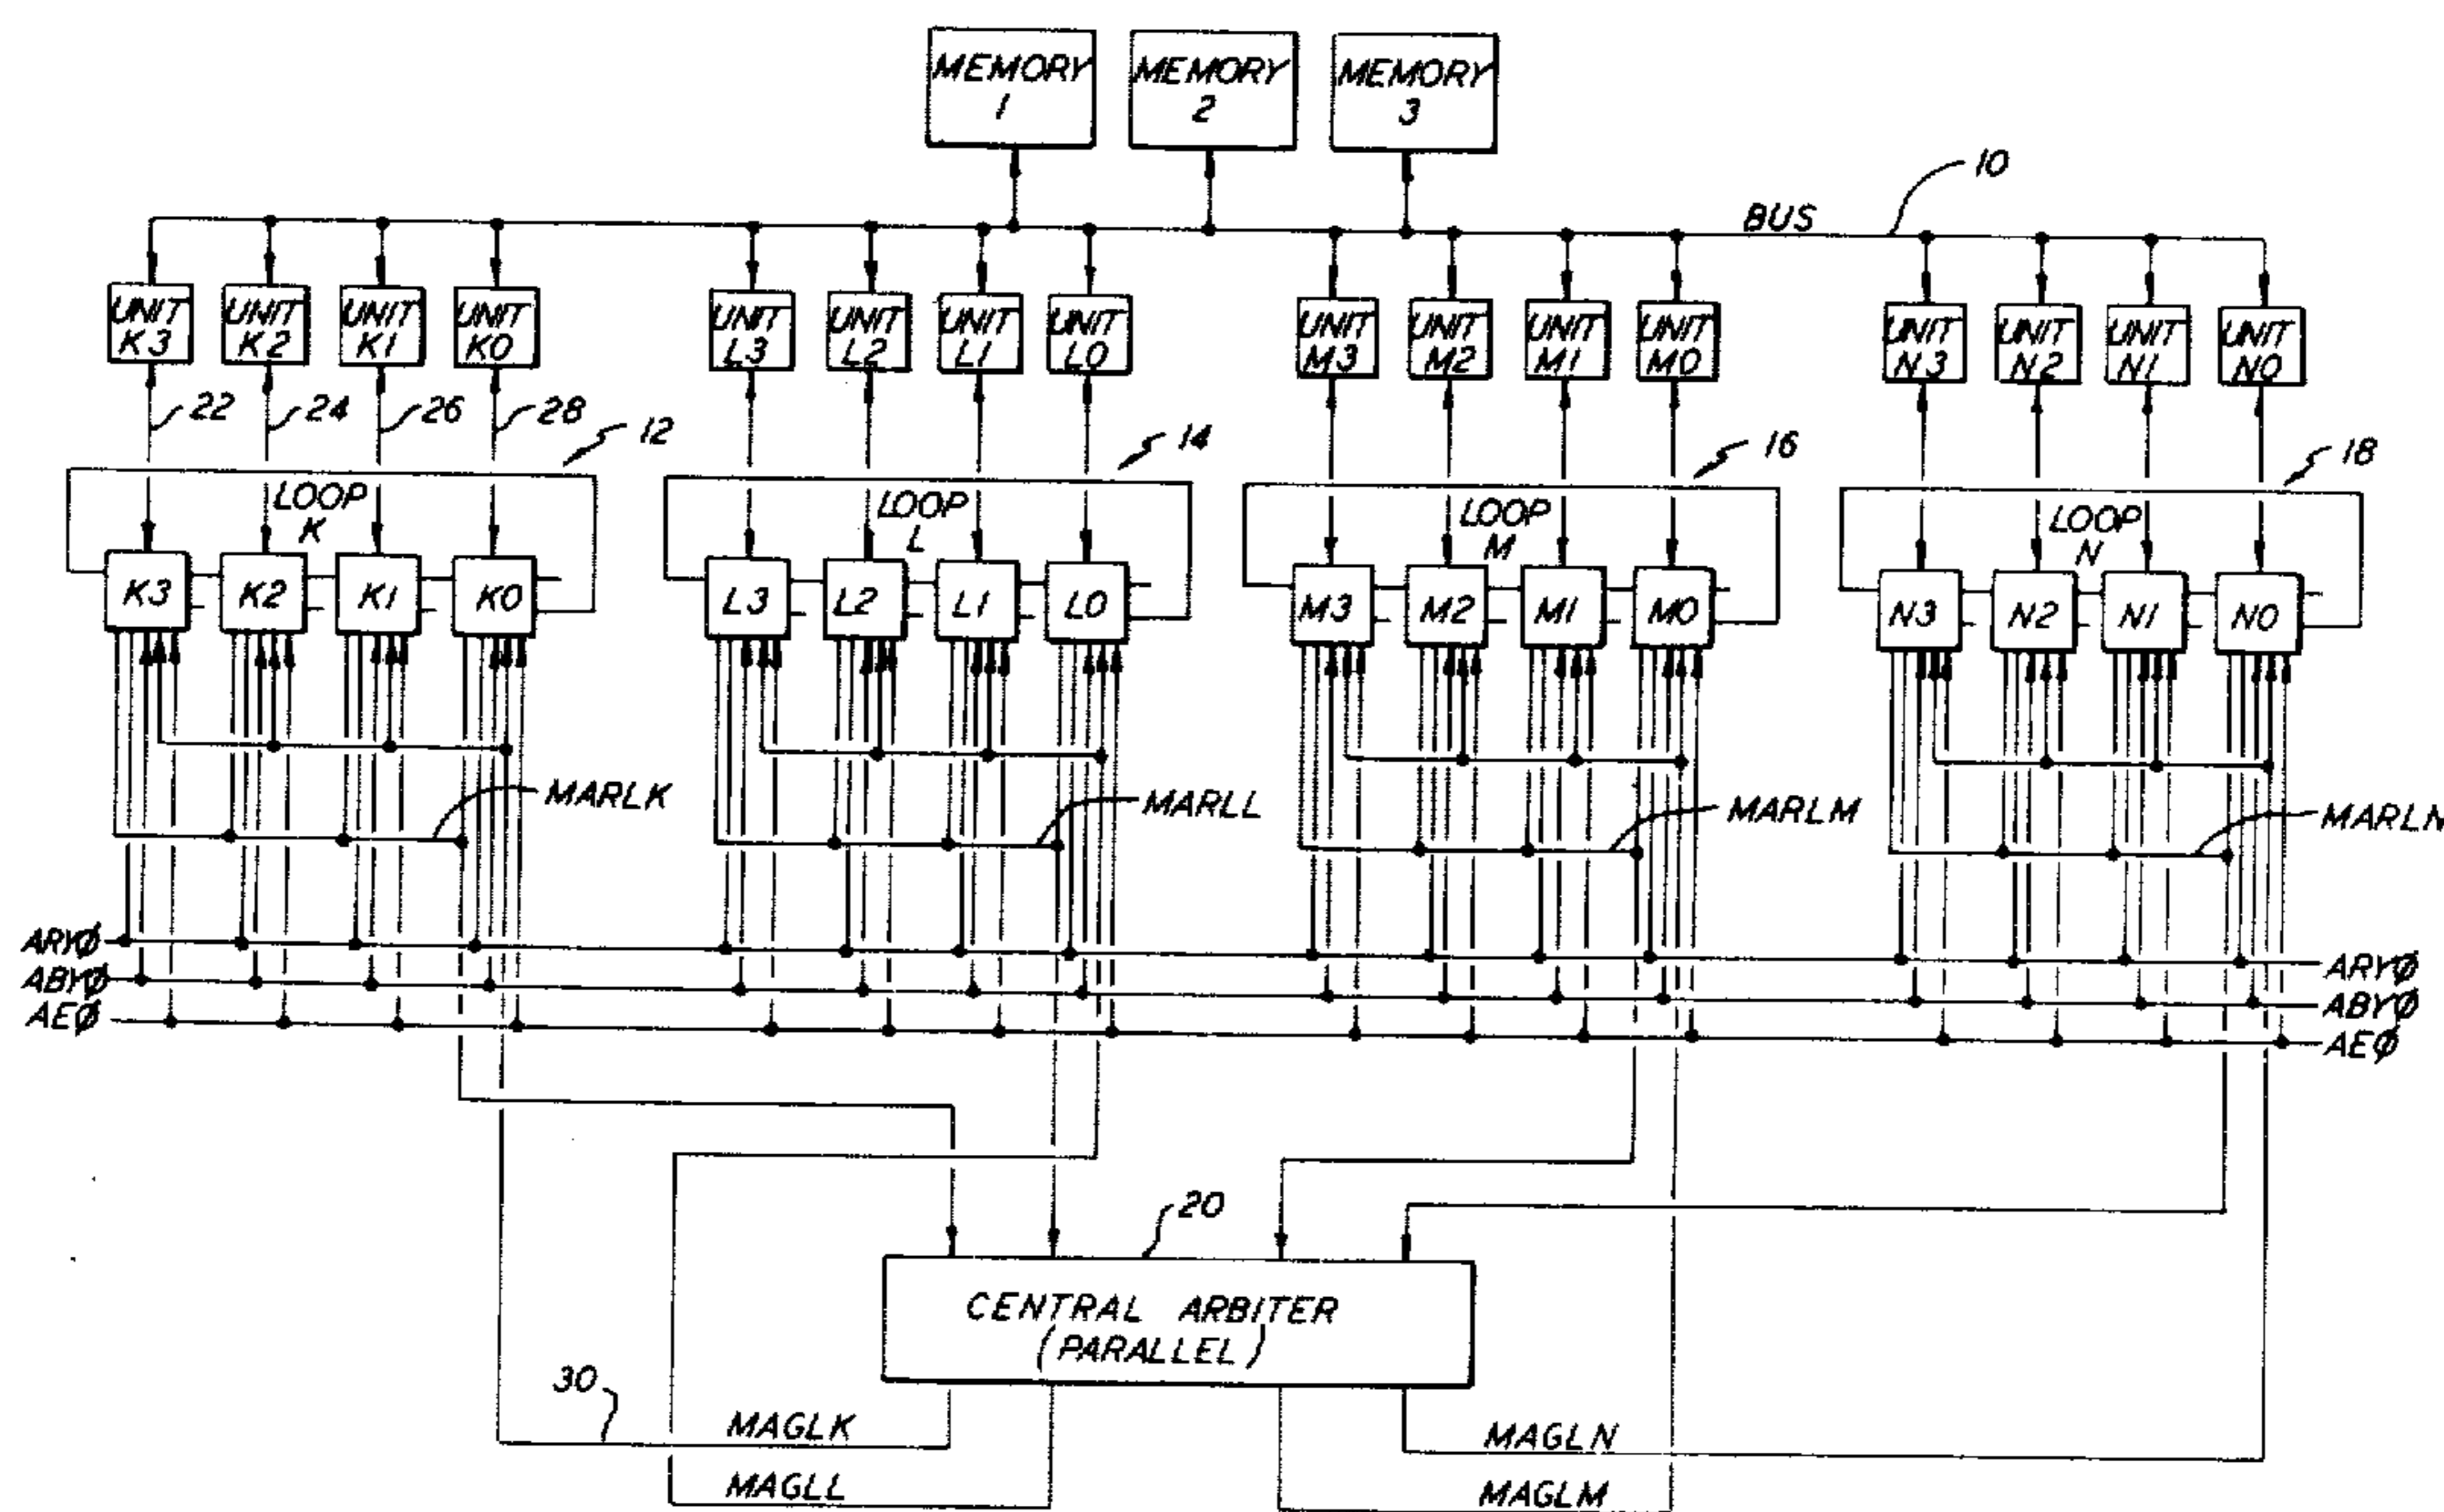 MEMORY
1
MEMORY
2
MEMORY
3
10
BUS
UNIT
K3
UNIT
K2
UNIT
K1
UNIT
K0
UNIT
L3
UNIT
L2
UNIT
L1
UNIT
L0
UNIT
M3
UNIT
M2
UNIT
M1
UNIT
M0
UNIT
N3
UNIT
N2
UNIT
N1
UNIT
N0
22
24
26
28
12
14
16
18
LOOP
K
LOOP
L
LOOP
M
LOOP
N
K3
K2
K1
K0
L3
L2
L1
L0
M3
M2
M1
M0
N3
N2
N1
N0
MARLK
MARLL
MARLM
MARLN
ARYØ
ABYØ
AEØ
ARYØ
ABYØ
AEØ
20
CENTRAL ARBITER
(PARALLEL)
30
MAGLK
MAGLL
MAGLN
MAGLM